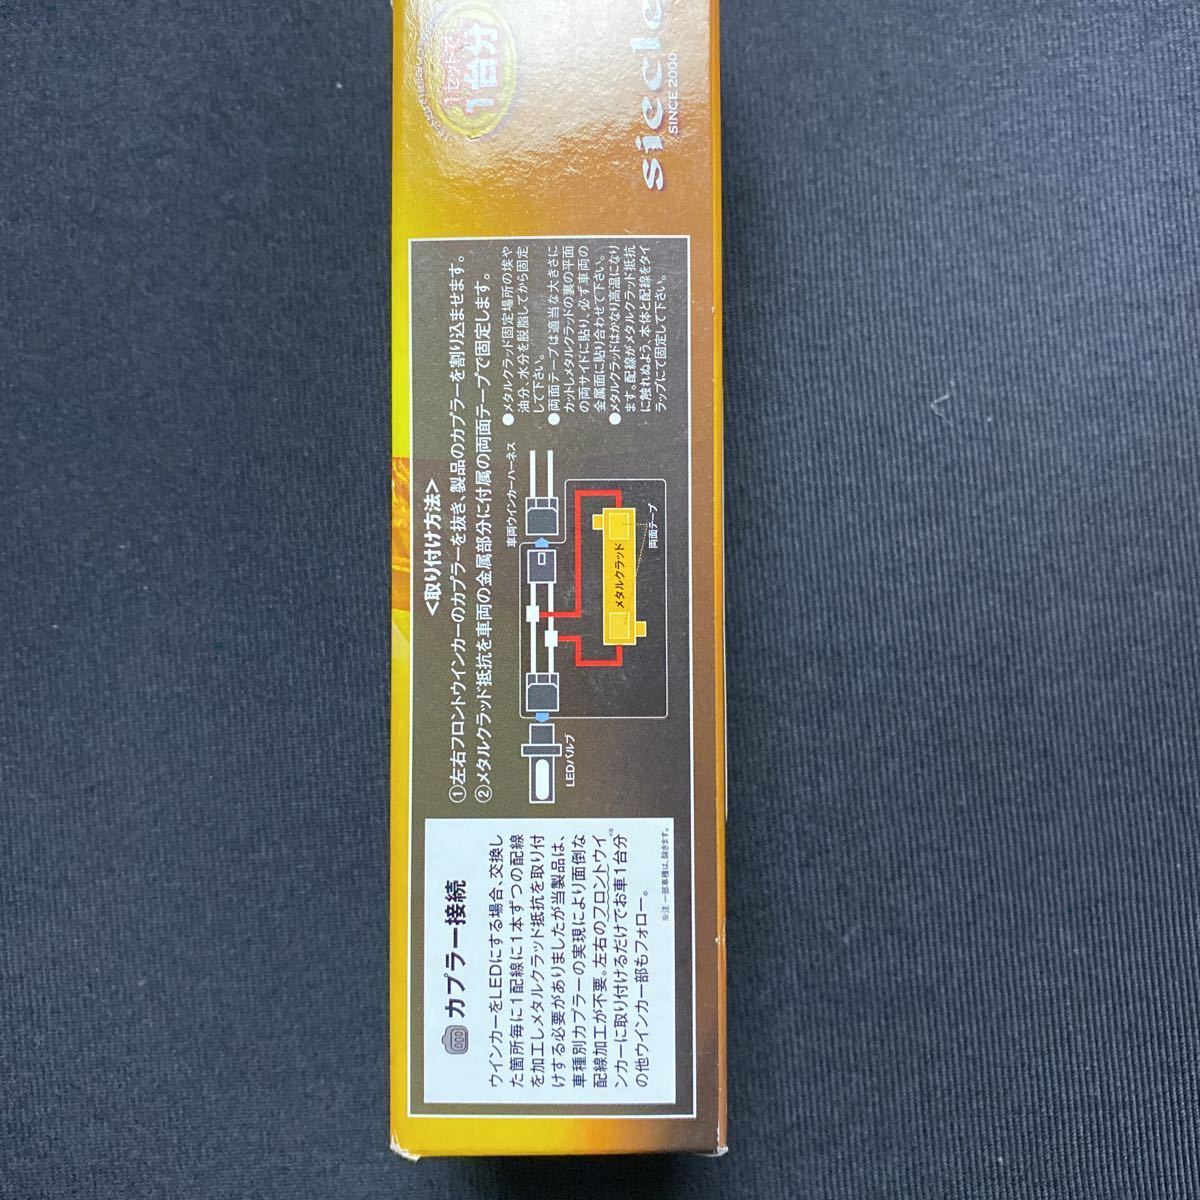 カプラー接続
ウインカーをLEDにする場合、交換し
た箇所毎に1配線に1本ずつの配線
を加工しメタルクラッド抵抗を取り付
けする必要がありましたが当製品は、
車種別カプラーの実現により面倒な
配線加工が不要。左右のフロントウイ
ンカーに取り付けるだけでお車1台分※注
の他ウインカー部もフォロー。
※注 一部車種は、除きます。
<取り付け方法>
①左右フロントウインカーのカプラーを抜き、製品のカプラーを割り込ませます。
②メタルクラッド抵抗を車両の金属部分に付属の両面テープで固定します。
LEDバルブ
車両ウインカーハーネス
メタルクラッド
両面テープ
●メタルクラッド固定場所の埃や
油分、水分を脱脂してから固定
して下さい。
●両面テープは適当な大きさに
カットしメタルクラッドの裏の平面
の両サイドに貼り、必ず車両の
金属面に貼り合わせて下さい。
●メタルクラッドはかなり高温になり
ます。配線がメタルクラッド抵抗
に触れぬよう、本体と配線をタイ
ラップにて固定して下さい。
1セットで
1台分
siecle
SINCE 2000